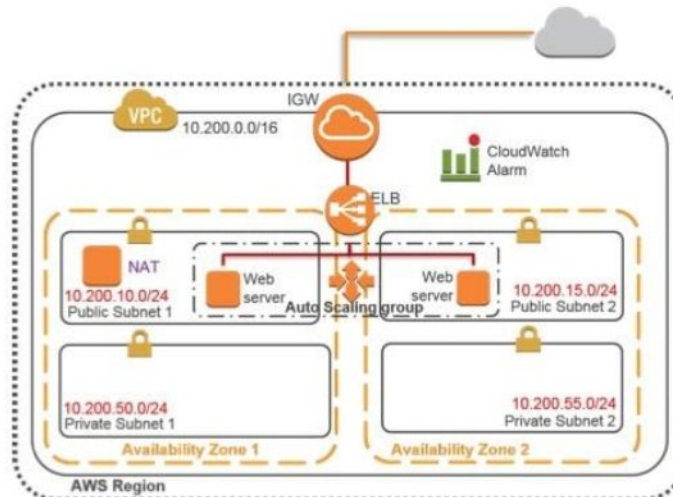 IGW
VPC
10.200.0.0/16
CloudWatch
Alarm
ELB
NAT
10.200.10.0/24
Public Subnet 1
Web
server
Web
server
Auto Scaling group
10.200.15.0/24
Public Subnet 2
10.200.50.0/24
Private Subnet 1
10.200.55.0/24
Private Subnet 2
Availability Zone 1
Availability Zone 2
AWS Region